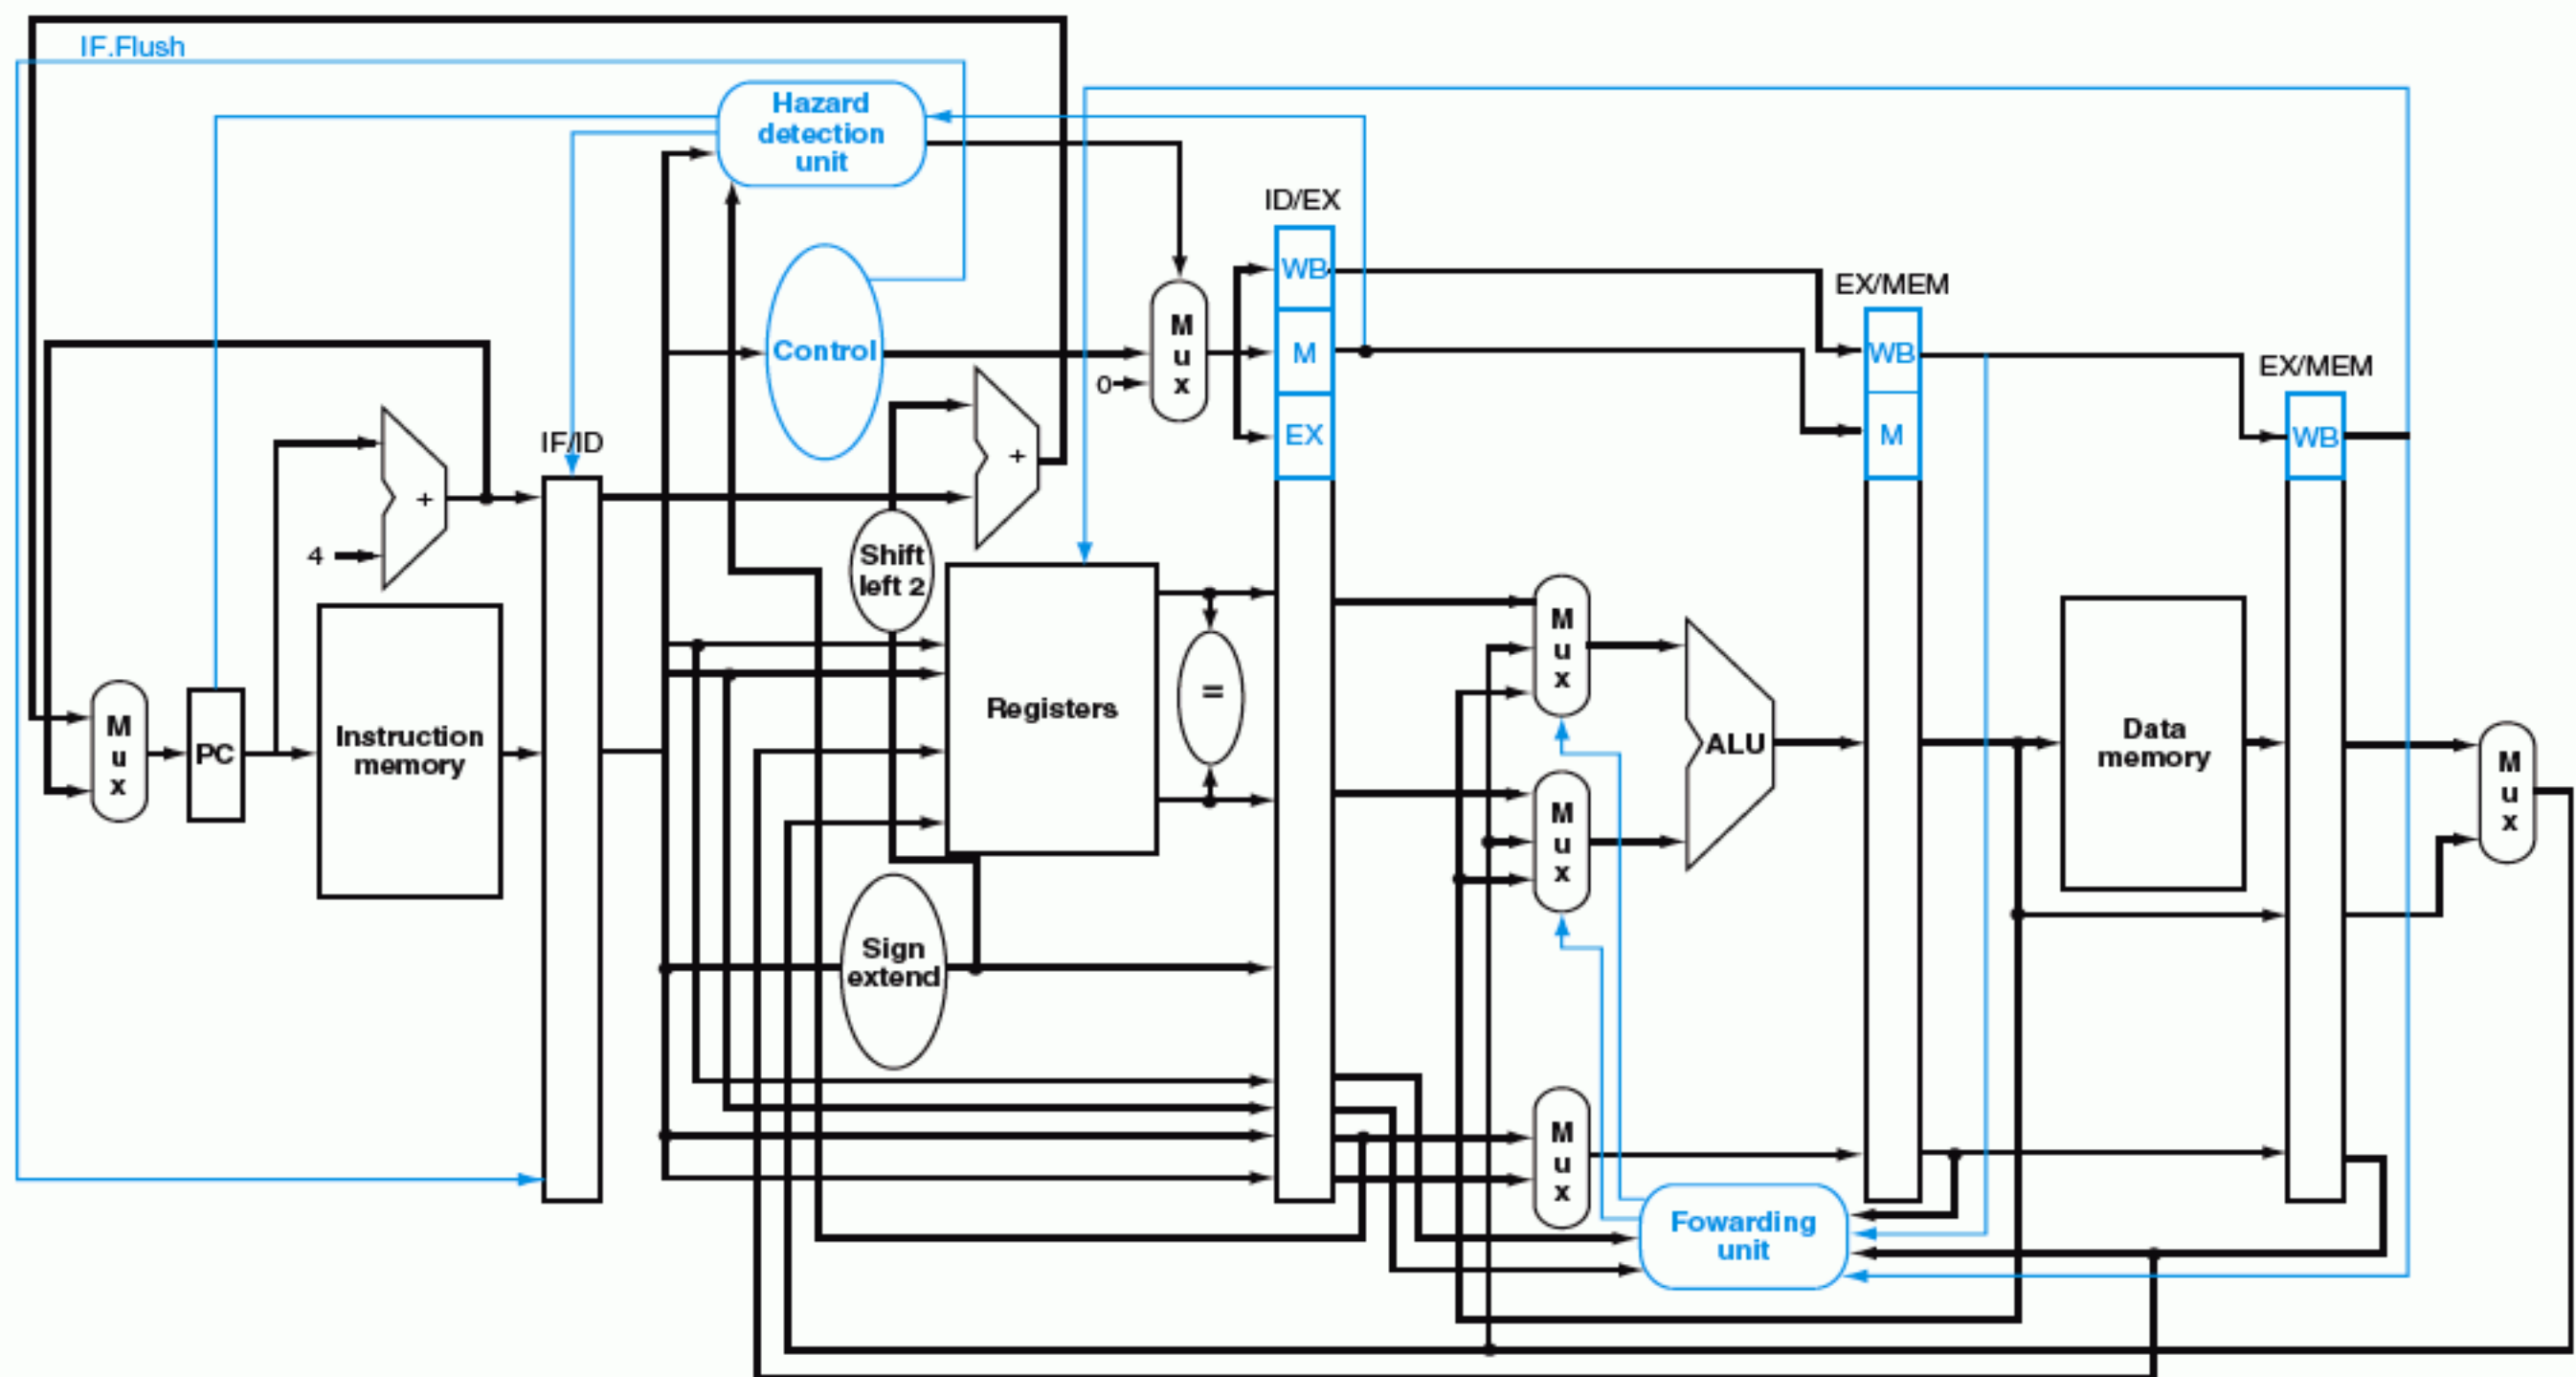 IF.Flush
Hazard
detection
unit
ID/EX
WB
M
EX
EX/MEM
WB
M
EX/MEM
WB
Control
M
u
x
0
+
IF/ID
+
4
Shift
left 2
M
u
x
PC
Instruction
memory
Registers
=
M
u
x
M
u
x
ALU
Data
memory
M
u
x
Sign
extend
M
u
x
Fowarding
unit